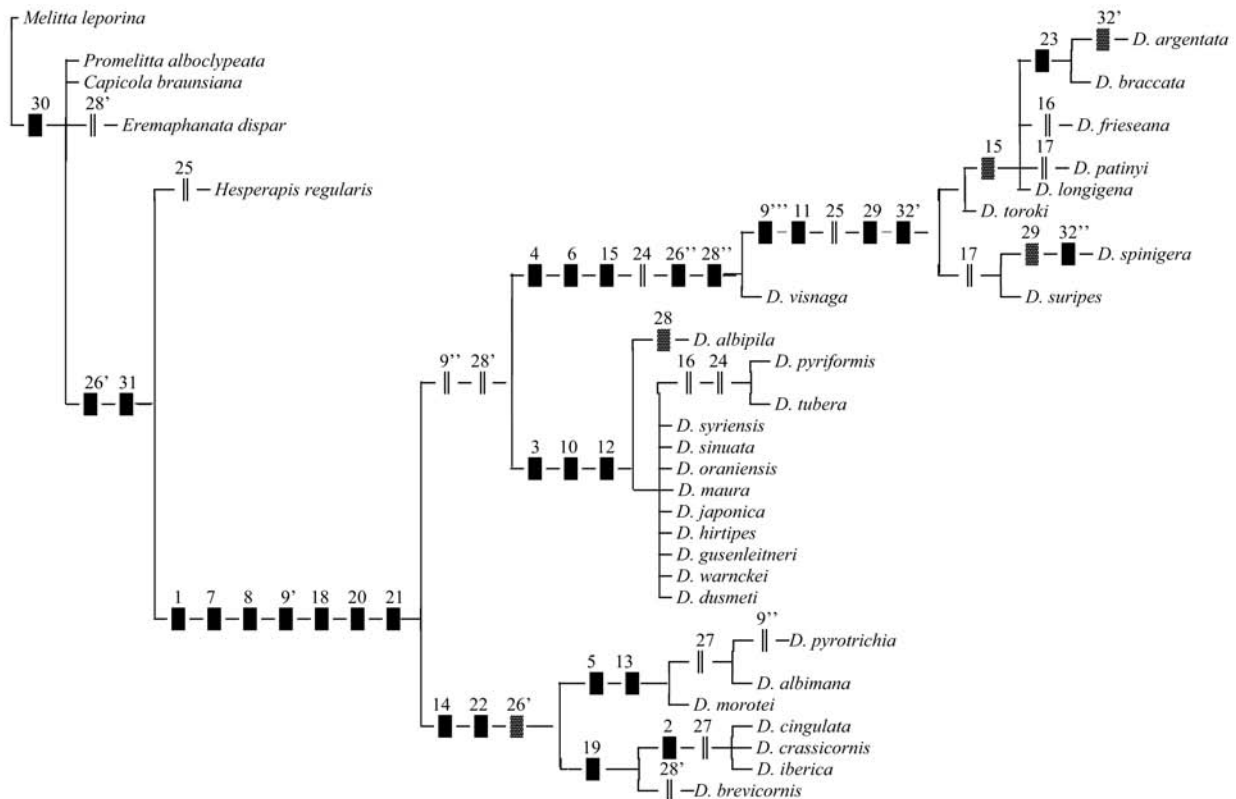 Melitta leporina
32’
23
D. argentata
Promelitta alboclypeata
Capicola braunsiana
D. braccata
30
28’
16
Eremaphanata dispar
D. frieseana
15
17
25
D. patinyi
Hesperapis regularis
D. longigena
D. toroki
9’’’ 11 25 29 32’
4 6 15 24 26’’ 28’’
29 32’’
17
D. spinigera
D. visnaga
D. suripes
28
D. albipila
9’’ 28’
16 24
D. pyriformis
26’ 31
D. tubera
D. syriensis
D. sinuata
3 10 12
D. oraniensis
D. maura
D. japonica
D. hirtipes
D. gusenleitneri
D. warnckei
1 7 8 9’ 18 20 21
D. dusmeti
9’’
27
D. pyrotrichia
5 13
D. albimana
D. morotei
14 22 26’
D. cingulata
2 27
19
D. crassicornis
28’
D. iberica
D. brevicornis